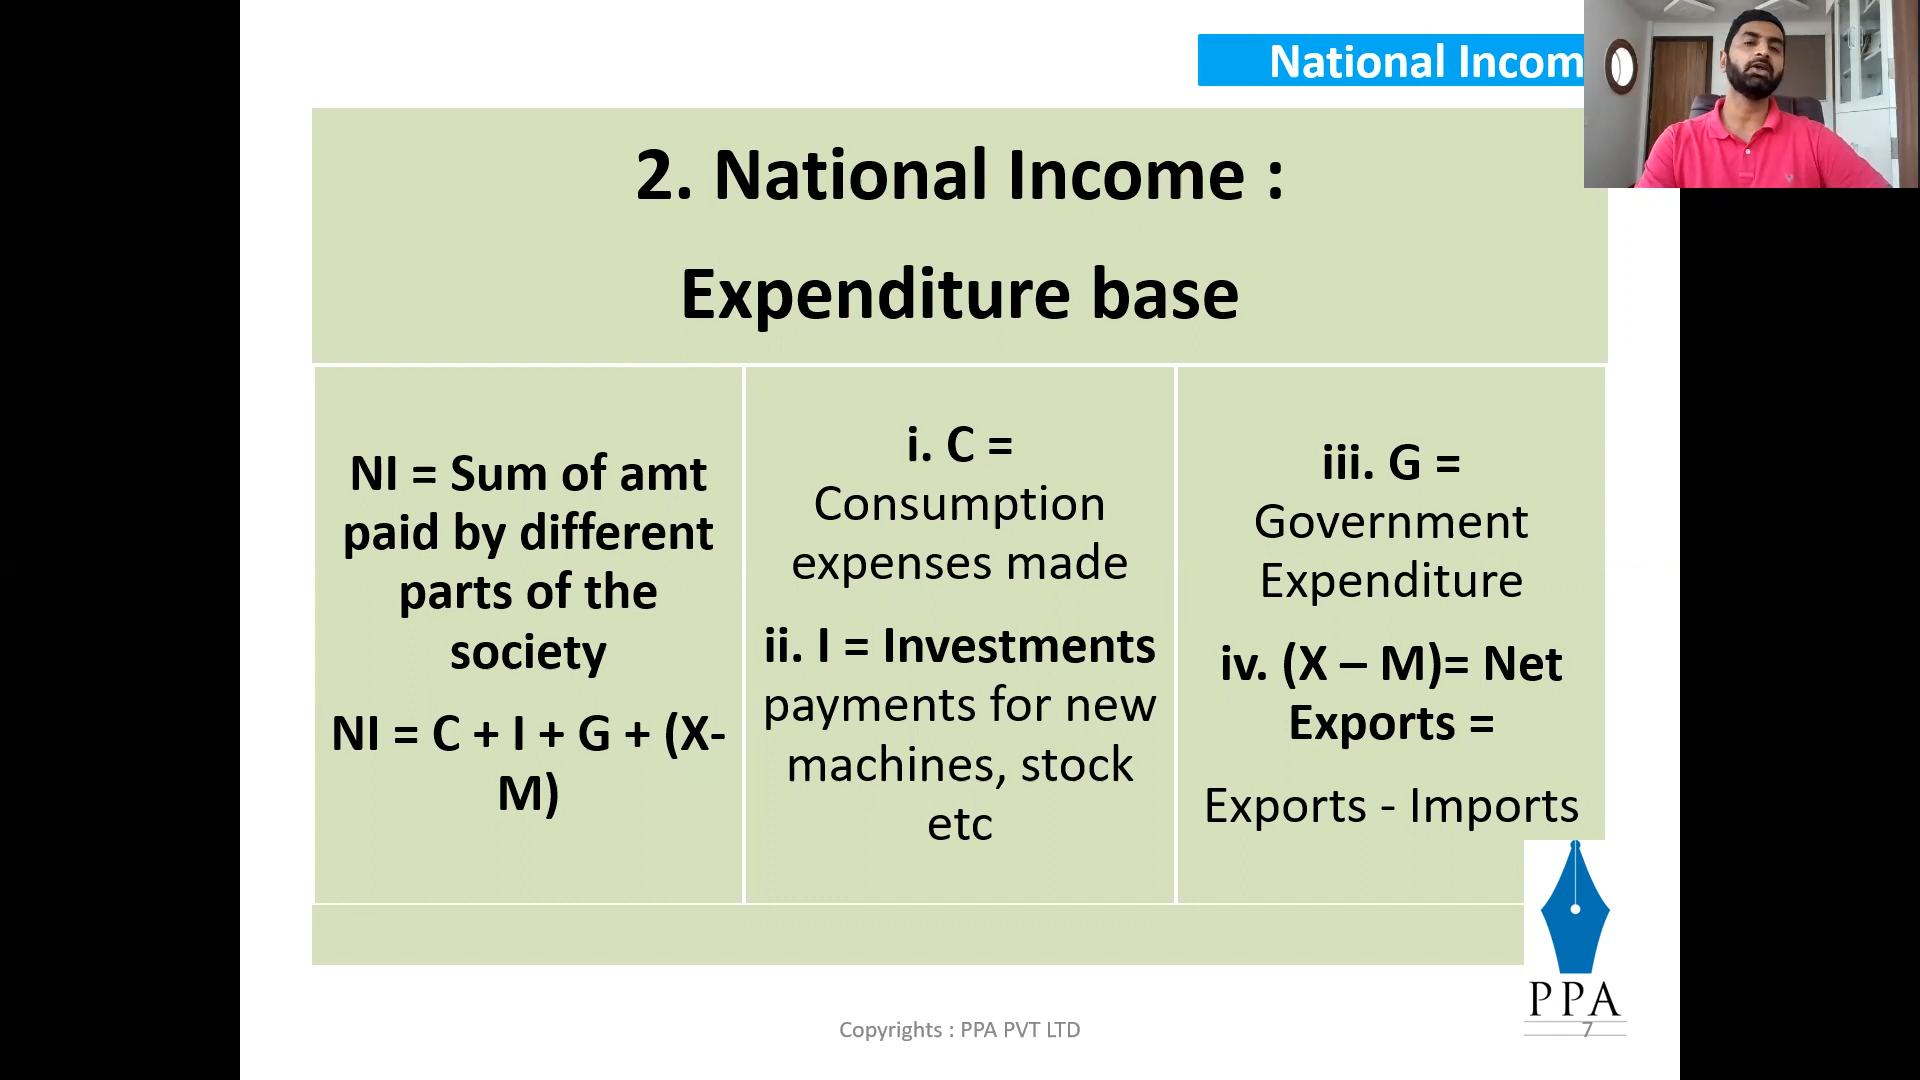 National Incom
2. National Income :
Expenditure base
NI = Sum of amt
paid by different
parts of the
society
NI = C + I + G + (X-
M)
i. C =
Consumption
expenses made
ii. I = Investments
payments for new
machines, stock
etc
iii. G =
Government
Expenditure
iv. (X – M)= Net
Exports =
Exports - Imports
PPA
Copyrights : PPA PVT LTD
7